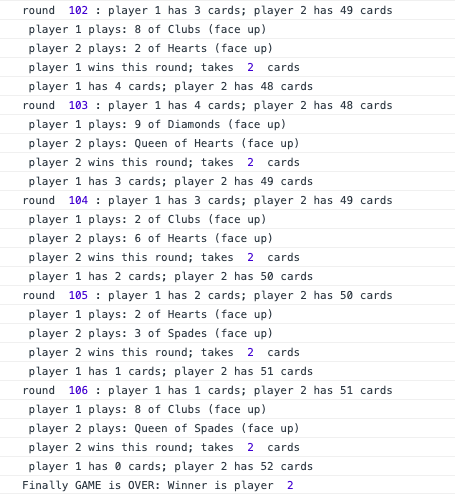 round 102 : player 1 has 3 cards; player 2 has 49 cards
player 1 plays: 8 of Clubs (face up)
player 2 plays: 2 of Hearts (face up)
player 1 wins this round; takes 2 cards
player 1 has 4 cards; player 2 has 48 cards
round 103 : player 1 has 4 cards; player 2 has 48 cards
player 1 plays: 9 of Diamonds (face up)
player 2 plays: Queen of Hearts (face up)
player 2 wins this round; takes 2 cards
player 1 has 3 cards; player 2 has 49 cards
round 104 : player 1 has 3 cards; player 2 has 49 cards
player 1 plays: 2 of Clubs (face up)
player 2 plays: 6 of Hearts (face up)
player 2 wins this round; takes 2 cards
player 1 has 2 cards; player 2 has 50 cards
round 105 : player 1 has 2 cards; player 2 has 50 cards
player 1 plays: 2 of Hearts (face up)
player 2 plays: 3 of Spades (face up)
player 2 wins this round; takes 2 cards
player 1 has 1 cards; player 2 has 51 cards
round 106 : player 1 has 1 cards; player 2 has 51 cards
player 1 plays: 8 of Clubs (face up)
player 2 plays: Queen of Spades (face up)
player 2 wins this round; takes 2 cards
player 1 has 0 cards; player 2 has 52 cards
Finally GAME is OVER: Winner is player 2